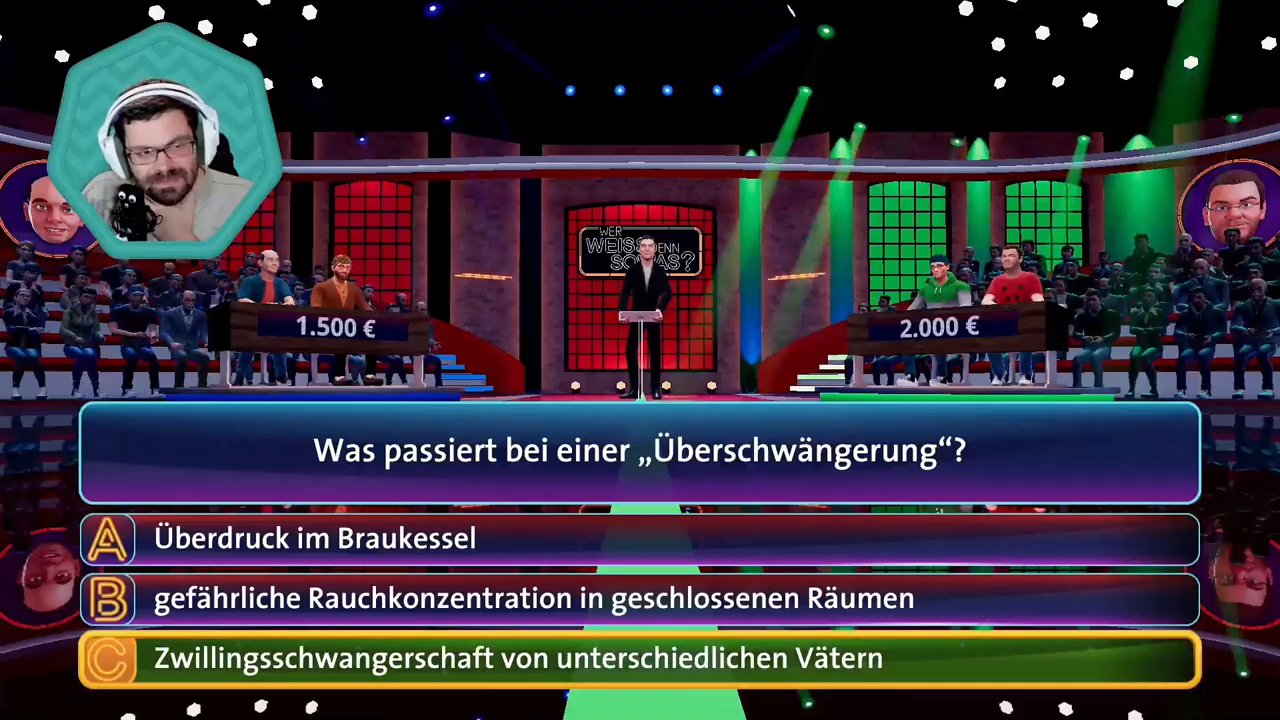 WER
WEISS DENN
SOWAS?
1.500 €
2.000 €
Was passiert bei einer „Überschwängerung“?
A Überdruck im Braukessel
B gefährliche Rauchkonzentration in geschlossenen Räumen
C Zwillingsschwangerschaft von unterschiedlichen Vätern